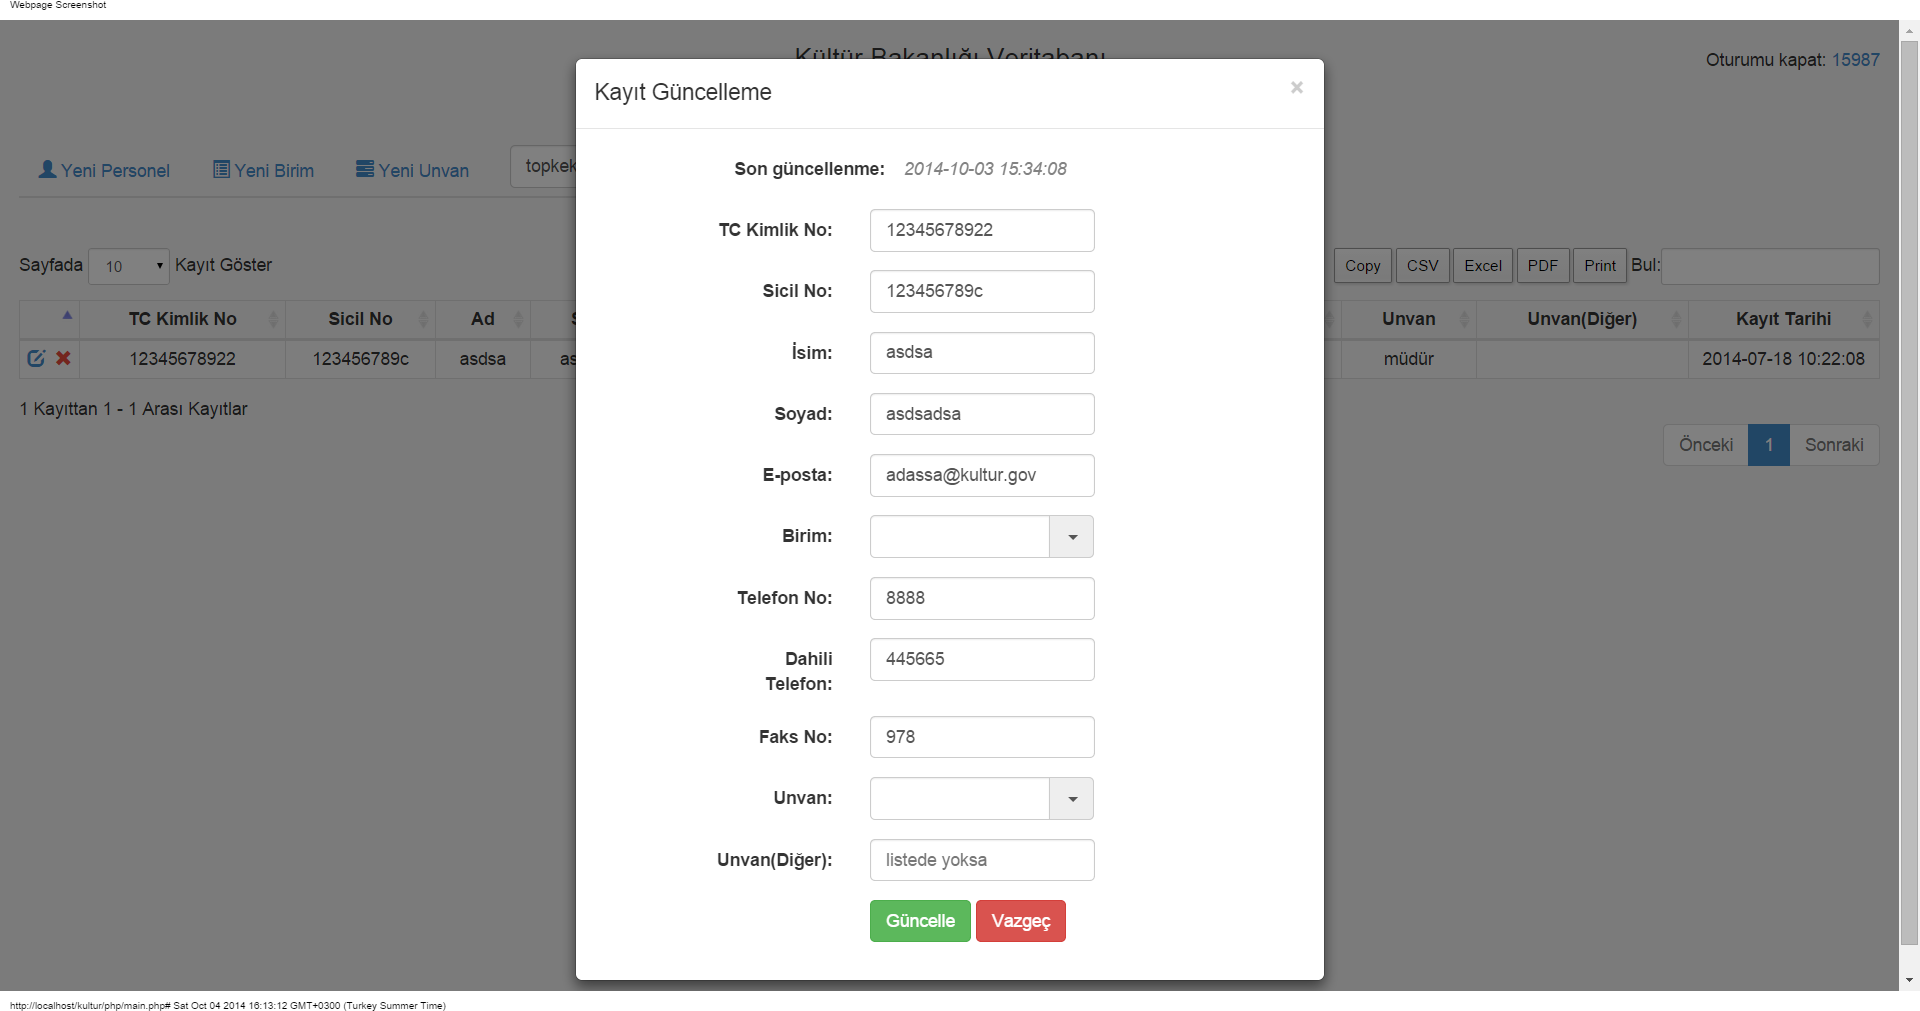 Webpage Screenshot
Kültür Bakanlığı Veritabanı
Oturumu kapat: 15987
Kayıt Güncelleme
×
Yeni Personel
Yeni Birim
Yeni Unvan
topkek
Son güncellenme: 2014-10-03 15:34:08
TC Kimlik No: 12345678922
Sicil No: 123456789c
İsim: asdsa
Soyad: asdsadsa
E-posta: adassa@kultur.gov
Birim:
Telefon No: 8888
Dahili
Telefon: 445665
Faks No: 978
Unvan:
Unvan(Diğer): listede yoksa
Güncelle Vazgeç
Sayfada 10 Kayıt Göster
Copy CSV Excel PDF Print Bul:
TC Kimlik No Sicil No Ad S Unvan Unvan(Diğer) Kayıt Tarihi
12345678922 123456789c asdsa as müdür 2014-07-18 10:22:08
1 Kayıttan 1 - 1 Arası Kayıtlar
Önceki 1 Sonraki
http://localhost/kultur/php/main.php# Sat Oct 04 2014 16:13:12 GMT+0300 (Turkey Summer Time)